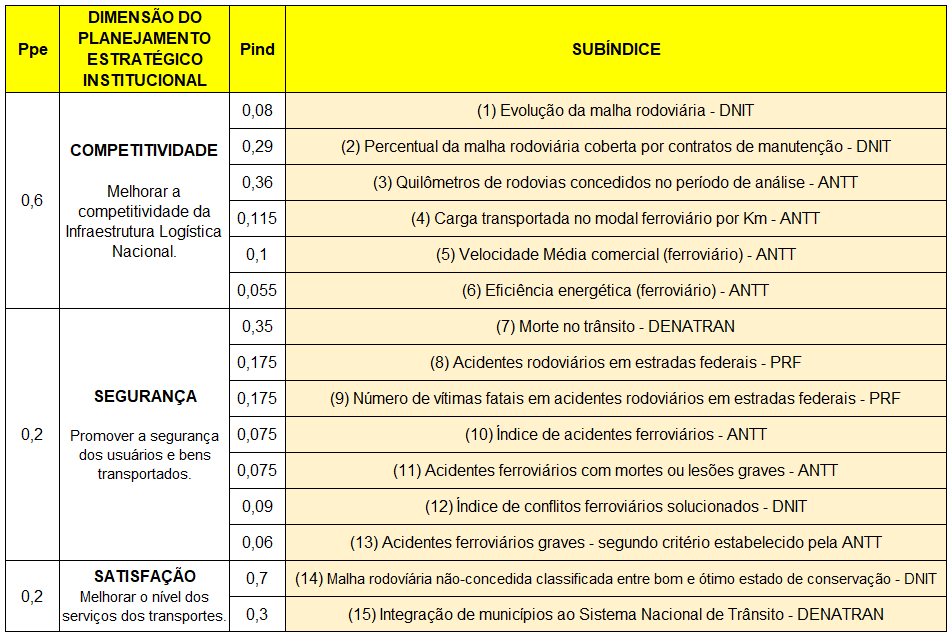 Ppe
DIMENSÃO DO
PLANEJAMENTO
ESTRATÉGICO
INSTITUCIONAL
Pind
SUBÍNDICE
0,6
COMPETITIVIDADE
Melhorar a
competitividade da
Infraestrutura Logística
Nacional.
0,08
(1) Evolução da malha rodoviária - DNIT
0,29
(2) Percentual da malha rodoviária coberta por contratos de manutenção - DNIT
0,36
(3) Quilômetros de rodovias concedidos no período de análise - ANTT
0,115
(4) Carga transportada no modal ferroviário por Km - ANTT
0,1
(5) Velocidade Média comercial (ferroviário) - ANTT
0,055
(6) Eficiência energética (ferroviário) - ANTT
0,2
SEGURANÇA
Promover a segurança
dos usuários e bens
transportados.
0,35
(7) Morte no trânsito - DENATRAN
0,175
(8) Acidentes rodoviários em estradas federais - PRF
0,175
(9) Número de vítimas fatais em acidentes rodoviários em estradas federais - PRF
0,075
(10) Índice de acidentes ferroviários - ANTT
0,075
(11) Acidentes ferroviários com mortes ou lesões graves - ANTT
0,09
(12) Índice de conflitos ferroviários solucionados - DNIT
0,06
(13) Acidentes ferroviários graves - segundo critério estabelecido pela ANTT
0,2
SATISFAÇÃO
Melhorar o nível dos
serviços dos transportes.
0,7
(14) Malha rodovíária não-concedida classificada entre bom e ótimo estado de conservação - DNIT
0,3
(15) Integração de municípios ao Sistema Nacional de Trânsito - DENATRAN